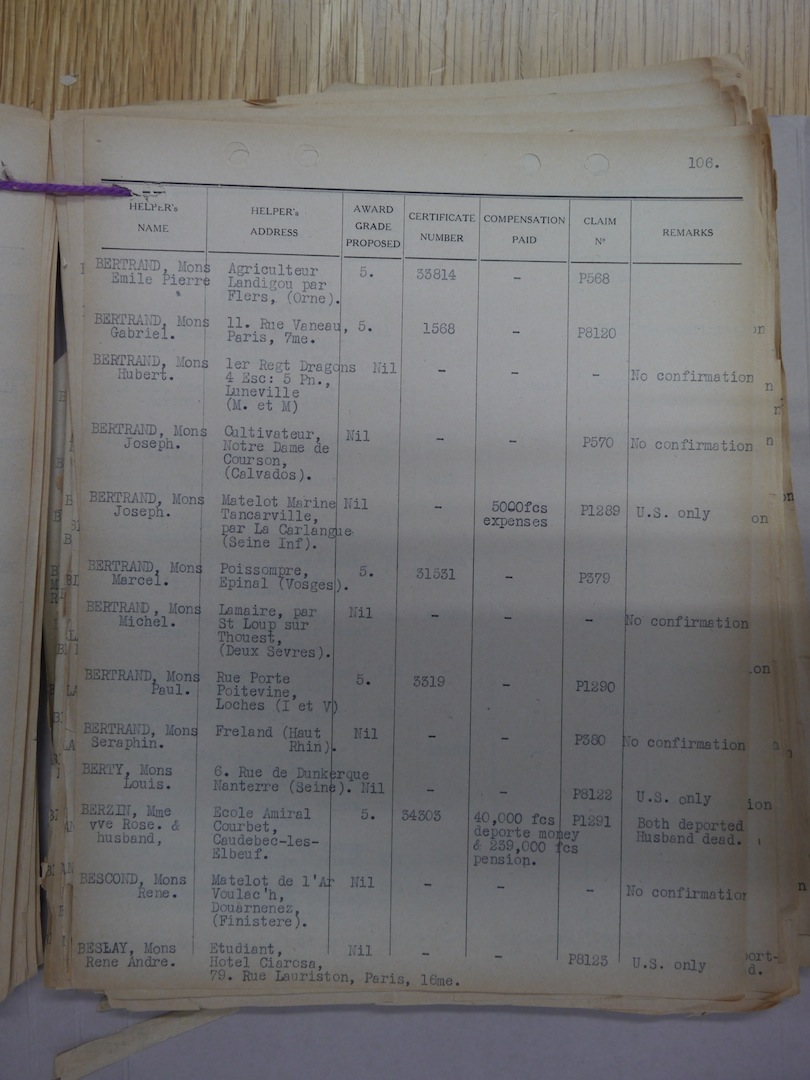 106.
HELPER's NAME | HELPER's ADDRESS | AWARD GRADE PROPOSED | CERTIFICATE NUMBER | COMPENSATION PAID | CLAIM Nº | REMARKS
BERTRAND, Mons | Agriculteur | 5. | 33814 | - | P568
Emile Pierre | Landigou par
Flers, (Orne).
BERTRAND, Mons | 11. Rue Vaneau, | 5. | 1568 | - | P8120
Gabriel. | Paris, 7me.
BERTRAND, Mons | 1er Regt Dragons | Nil | - | - | - | No confirmation
Hubert. | 4 Esc: 5 Pn.,
Luneville
(M. et M)
BERTRAND, Mons | Cultivateur, | Nil | - | - | P570 | No confirmation
Joseph. | Notre Dame de
Courson,
(Calvados).
BERTRAND, Mons | Matelot Marine | Nil | - | 5000fcs | P1289 | U.S. only
Joseph. | Tancarville, | expenses
par La Carlangue
(Seine Inf).
BERTRAND, Mons | Poissompre, | 5. | 31531 | - | P379
Marcel. | Epinal (Vosges).
BERTRAND, Mons | Lamaire, par | Nil | - | - | - | No confirmation
Michel. | St Loup sur
Thouest,
(Deux Sevres).
BERTRAND, Mons | Rue Porte | 5. | 3319 | - | P1290
Paul. | Poitevine,
Loches (I et V)
BERTRAND, Mons | Freland (Haut | Nil | - | - | P380 | No confirmation
Seraphin. | Rhin).
BERTY, Mons | 6. Rue de Dunkerque
Louis. | Nanterre (Seine). | Nil | - | - | P8122 | U.S. only
BERZIN, Mme | Ecole Amiral | 5. | 34303 | 40,000 fcs | P1291 | Both deported
vve Rose. & | Courbet, | deporte money | Husband dead.
husband, | Caudebec-les- | & 239,000 fcs
Elbeuf. | pension.
BESCOND, Mons | Matelot de l'Ar | Nil | - | - | - | No confirmation
Rene. | Voulac'h,
Douarnenez,
(Finistere).
BESLAY, Mons | Etudiant, | Nil | - | - | P8123 | U.S. only
Rene Andre. | Hotel Ciarosa,
79. Rue Lauriston, Paris, 16me.